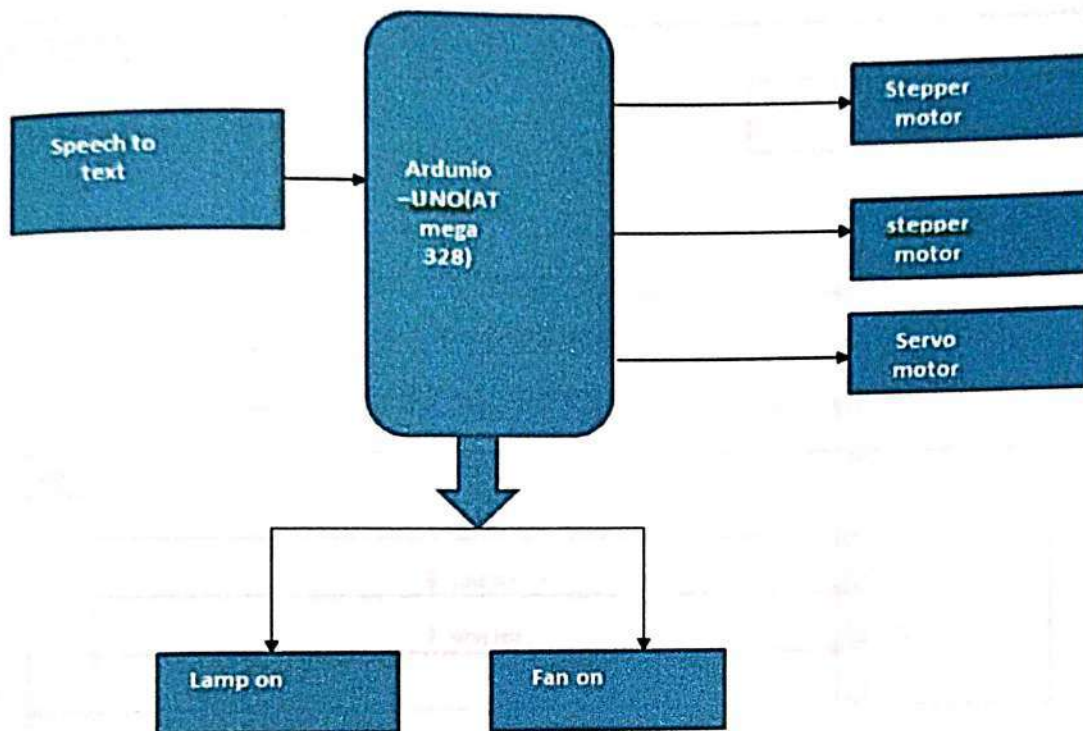 Speech to
text
Ardunio
–UNO(AT
mega
328)
Stepper
motor
stepper
motor
Servo
motor
Lamp on
Fan on